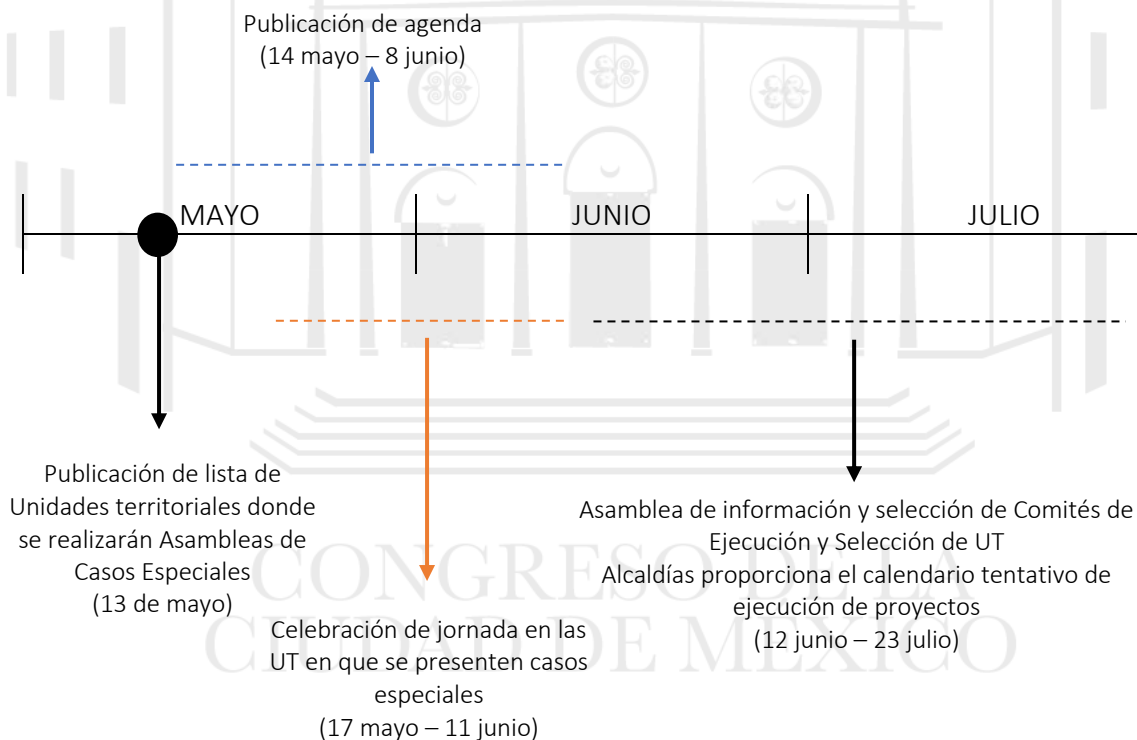 Publicación de agenda
(14 mayo – 8 junio)
MAYO
JUNIO
JULIO
Publicación de lista de
Unidades territoriales donde
se realizarán Asambleas de
Casos Especiales
(13 de mayo)
Celebración de jornada en las
UT en que se presenten casos
especiales
(17 mayo – 11 junio)
Asamblea de información y selección de Comités de
Ejecución y Selección de UT
Alcaldías proporciona el calendario tentativo de
ejecución de proyectos
(12 junio – 23 julio)
CONGRESO DE LA
CIUDAD DE MÉXICO